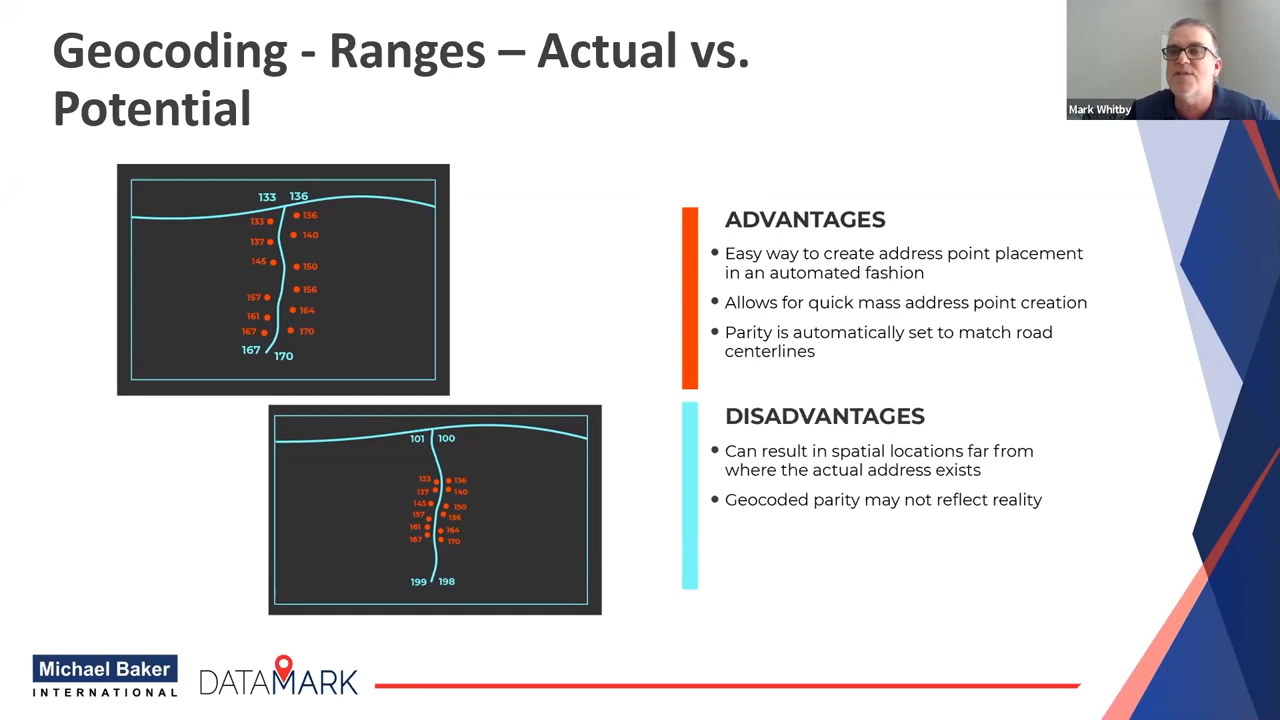 Geocoding - Ranges – Actual vs.
Potential
Mark Whitby
133 136
133 136
137 140
145 150
157 156
161 164
167 170
167 170
101 100
133 136
137 140
145 150
157 156
161 164
167 170
199 198
ADVANTAGES
• Easy way to create address point placement
in an automated fashion
• Allows for quick mass address point creation
• Parity is automatically set to match road
centerlines
DISADVANTAGES
• Can result in spatial locations far from
where the actual address exists
• Geocoded parity may not reflect reality
Michael Baker
INTERNATIONAL
DATAMARK